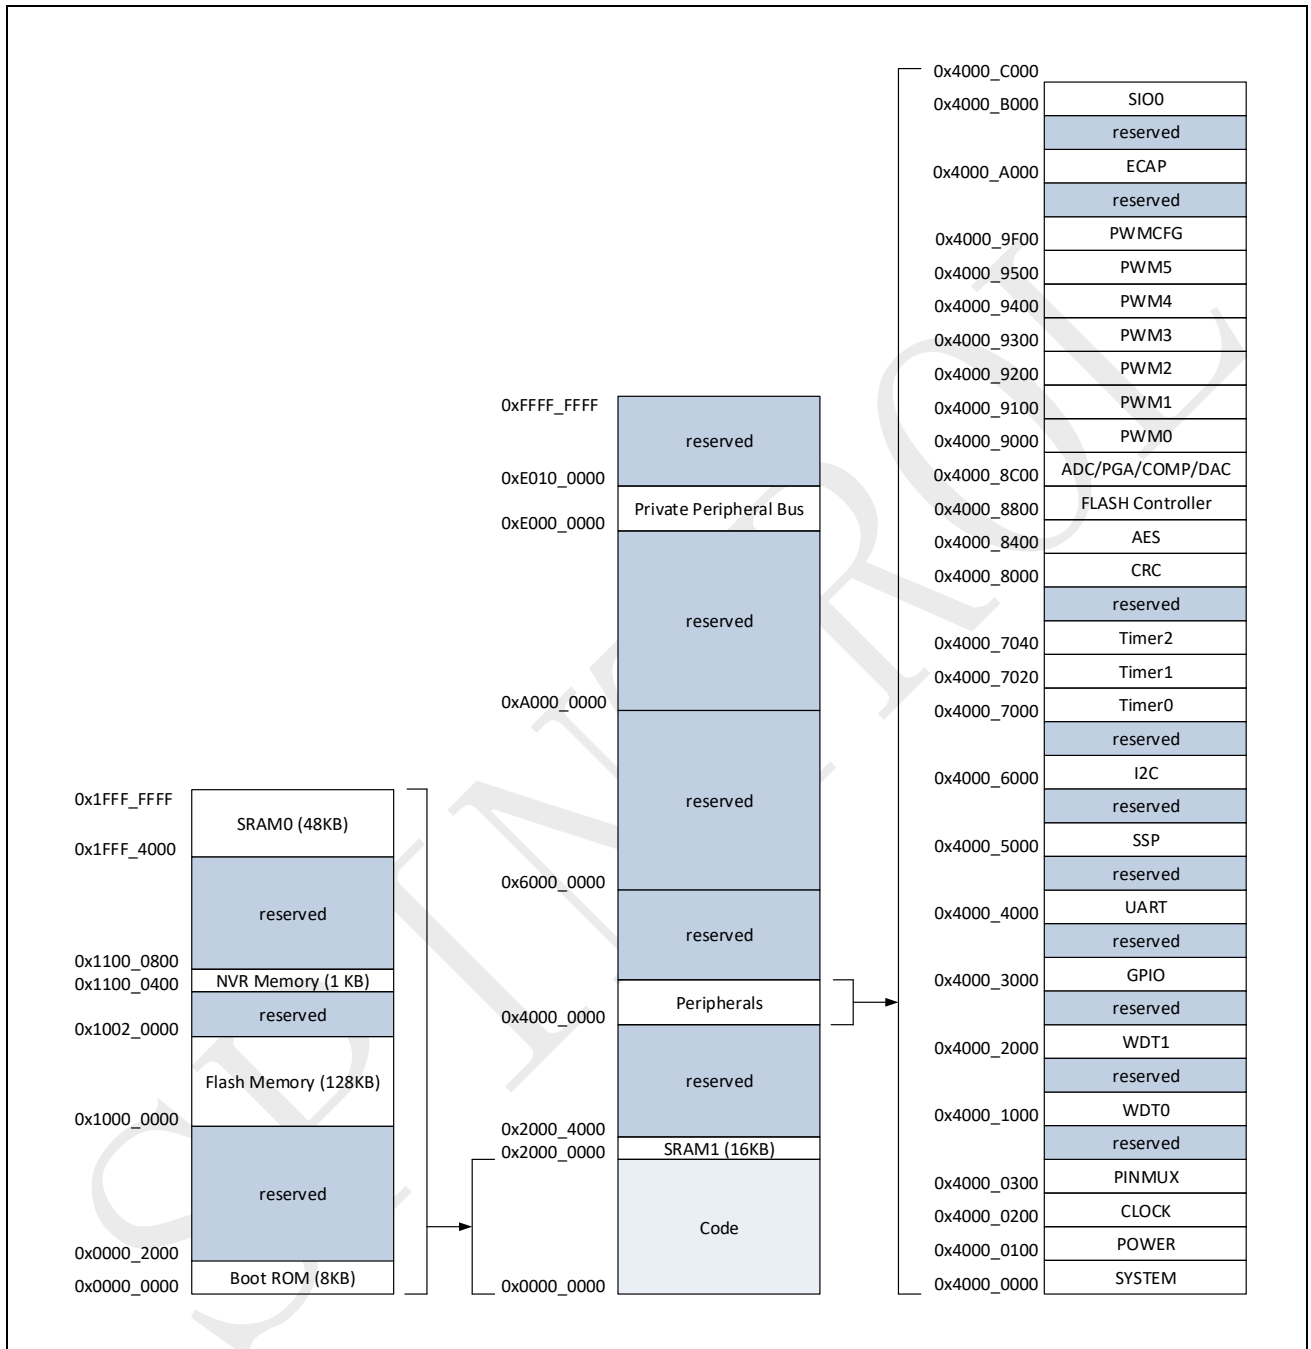 0x1FFF_FFFF
SRAM0 (48KB)
0x1FFF_4000
reserved
0x1100_0800
NVR Memory (1 KB)
0x1100_0400
reserved
0x1002_0000
Flash Memory (128KB)
0x1000_0000
reserved
0x0000_2000
Boot ROM (8KB)
0x0000_0000
0xFFFF_FFFF
reserved
0xE010_0000
Private Peripheral Bus
0xE000_0000
reserved
0xA000_0000
reserved
0x6000_0000
reserved
Peripherals
0x4000_0000
reserved
0x2000_4000
SRAM1 (16KB)
0x2000_0000
Code
0x0000_0000
0x4000_C000
0x4000_B000 SIO0
reserved
0x4000_A000 ECAP
reserved
0x4000_9F00 PWMCFG
0x4000_9500 PWM5
0x4000_9400 PWM4
0x4000_9300 PWM3
0x4000_9200 PWM2
0x4000_9100 PWM1
0x4000_9000 PWM0
0x4000_8C00 ADC/PGA/COMP/DAC
0x4000_8800 FLASH Controller
0x4000_8400 AES
0x4000_8000 CRC
reserved
0x4000_7040 Timer2
0x4000_7020 Timer1
0x4000_7000 Timer0
reserved
0x4000_6000 I2C
reserved
0x4000_5000 SSP
reserved
0x4000_4000 UART
reserved
0x4000_3000 GPIO
reserved
0x4000_2000 WDT1
reserved
0x4000_1000 WDT0
reserved
0x4000_0300 PINMUX
0x4000_0200 CLOCK
0x4000_0100 POWER
0x4000_0000 SYSTEM